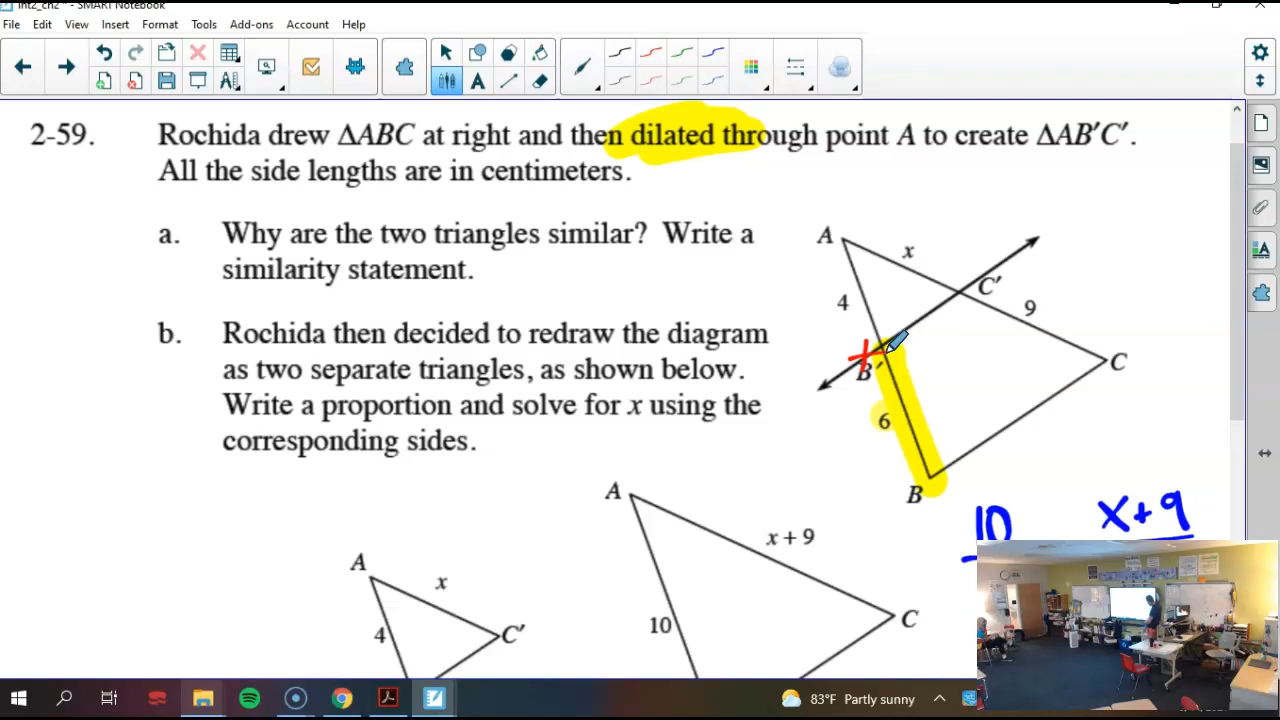 int2_ch2 * - SMART Notebook
File Edit View Insert Format Tools Add-ons Account Help
2-59. Rochida drew ΔABC at right and then dilated through point A to create ΔAB′C′.
All the side lengths are in centimeters.
a. Why are the two triangles similar? Write a
similarity statement.
b. Rochida then decided to redraw the diagram
as two separate triangles, as shown below.
Write a proportion and solve for x using the
corresponding sides.
A
x
C′
4
9
B′
C
6
B
10 x+9
A
x + 9
10
C
A
x
4
C′
83°F Partly sunny